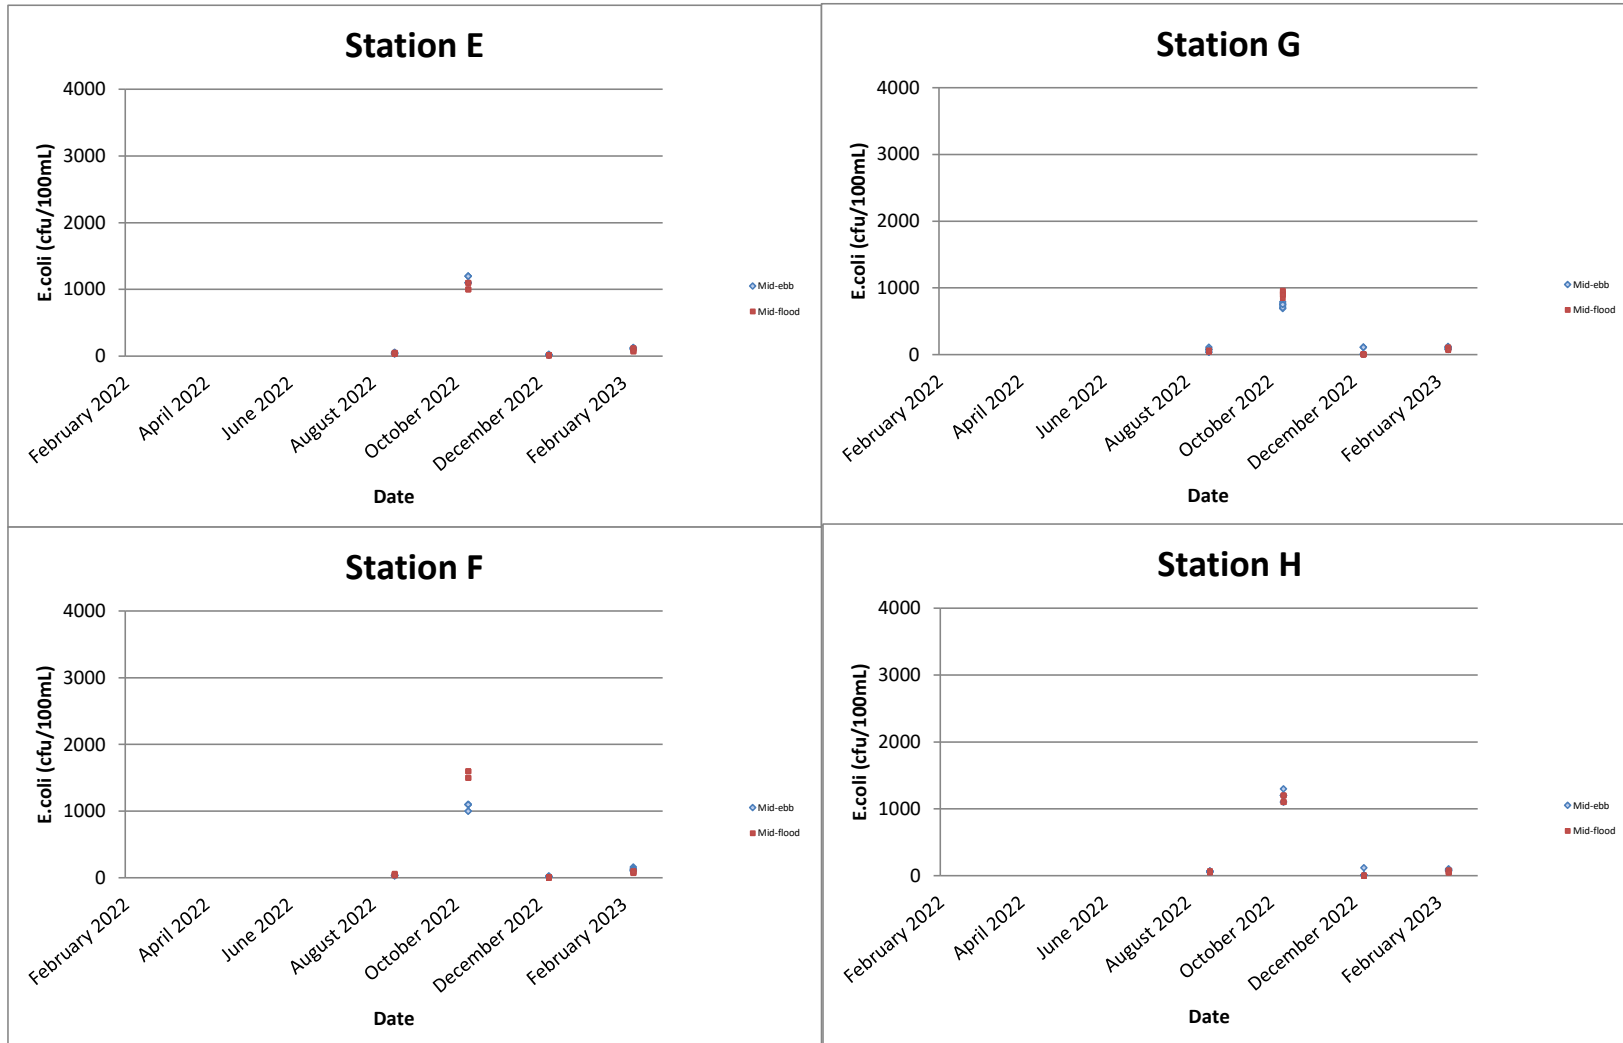 Station E
4000
3000
2000
1000
0
E.coli (cfu/100mL)
February 2022
April 2022
June 2022
August 2022
October 2022
December 2022
February 2023
Date
Mid-ebb
Mid-flood
Station G
4000
3000
2000
1000
0
E.coli (cfu/100mL)
February 2022
April 2022
June 2022
August 2022
October 2022
December 2022
February 2023
Date
Mid-ebb
Mid-flood
Station F
4000
3000
2000
1000
0
E.coli (cfu/100mL)
February 2022
April 2022
June 2022
August 2022
October 2022
December 2022
February 2023
Date
Mid-ebb
Mid-flood
Station H
4000
3000
2000
1000
0
E.coli (cfu/100mL)
February 2022
April 2022
June 2022
August 2022
October 2022
December 2022
February 2023
Date
Mid-ebb
Mid-flood